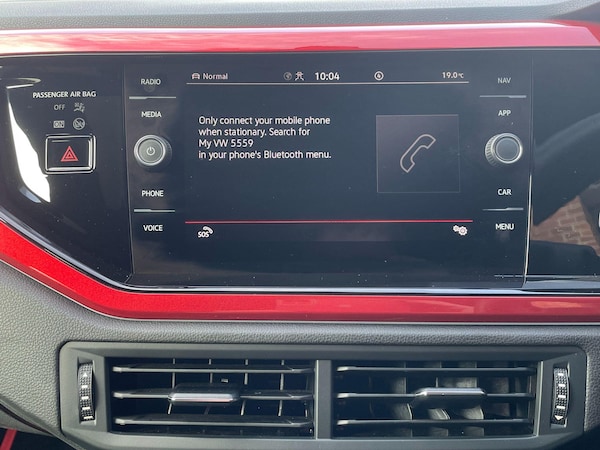 PASSENGER AIR BAG
OFF
ON
RADIO
MEDIA
PHONE
VOICE
Normal
10:04
19.0℃
Only connect your mobile phone
when stationary. Search for
My VW 5559
in your phone's Bluetooth menu.
SOS
NAV
APP
CAR
MENU